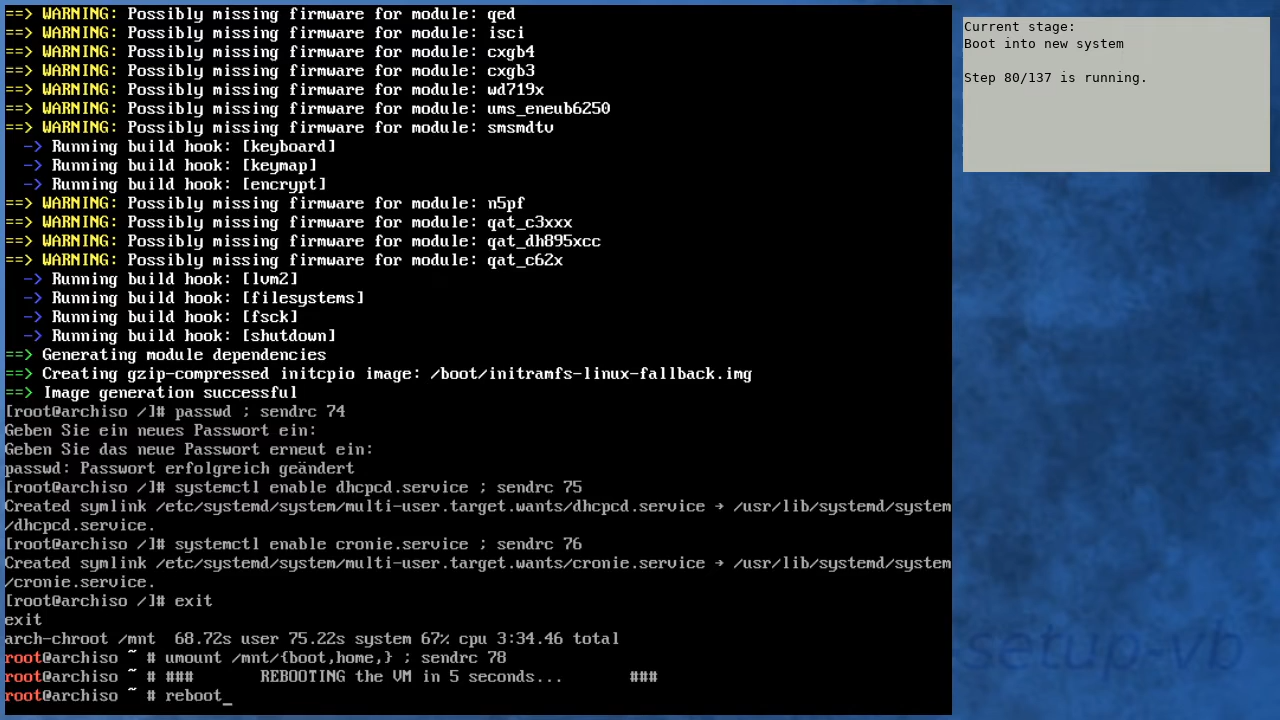 ==> WARNING: Possibly missing firmware for module: qed
==> WARNING: Possibly missing firmware for module: isci
==> WARNING: Possibly missing firmware for module: cxgb4
==> WARNING: Possibly missing firmware for module: cxgb3
==> WARNING: Possibly missing firmware for module: wd719x
==> WARNING: Possibly missing firmware for module: ums_eneub6250
==> WARNING: Possibly missing firmware for module: smsmdtv
  -> Running build hook: [keyboard]
  -> Running build hook: [keymap]
  -> Running build hook: [encrypt]
==> WARNING: Possibly missing firmware for module: n5pf
==> WARNING: Possibly missing firmware for module: qat_c3xxx
==> WARNING: Possibly missing firmware for module: qat_dh895xcc
==> WARNING: Possibly missing firmware for module: qat_c62x
  -> Running build hook: [lvm2]
  -> Running build hook: [filesystems]
  -> Running build hook: [fsck]
  -> Running build hook: [shutdown]
==> Generating module dependencies
==> Creating gzip-compressed initcpio image: /boot/initramfs-linux-fallback.img
==> Image generation successful
[root@archiso /]# passwd ; sendrc 74
Geben Sie ein neues Passwort ein:
Geben Sie das neue Passwort erneut ein:
passwd: Passwort erfolgreich geändert
[root@archiso /]# systemctl enable dhcpcd.service ; sendrc 75
Created symlink /etc/systemd/system/multi-user.target.wants/dhcpcd.service → /usr/lib/systemd/system
/dhcpcd.service.
[root@archiso /]# systemctl enable cronie.service ; sendrc 76
Created symlink /etc/systemd/system/multi-user.target.wants/cronie.service → /usr/lib/systemd/system
/cronie.service.
[root@archiso /]# exit
exit
arch-chroot /mnt  68.72s user 75.22s system 67% cpu 3:34.46 total
root@archiso ~ # umount /mnt/{boot,home,} ; sendrc 78
root@archiso ~ # ###       REBOOTING the VM in 5 seconds...       ###
root@archiso ~ # reboot_
Current stage:
Boot into new system
Step 80/137 is running.
setup-vb